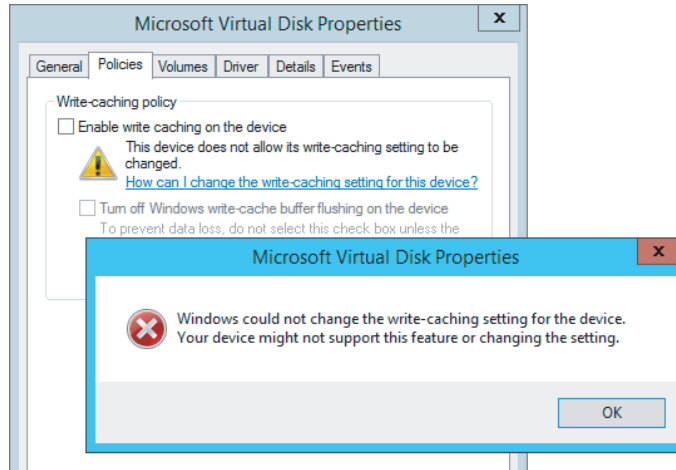 Microsoft Virtual Disk Properties
x
General Policies Volumes Driver Details Events
Write-caching policy
Enable write caching on the device
This device does not allow its write-caching setting to be
changed.
How can I change the write-caching setting for this device?
Turn off Windows write-cache buffer flushing on the device
To prevent data loss, do not select this check box unless the
Microsoft Virtual Disk Properties
x
Windows could not change the write-caching setting for the device.
Your device might not support this feature or changing the setting.
OK